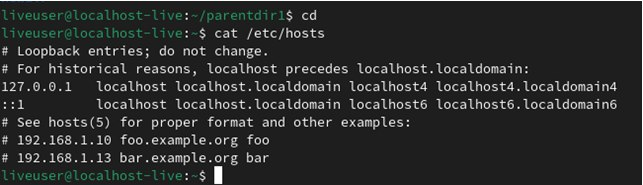 liveuser@localhost-live:~/parentdir1$ cd
liveuser@localhost-live:~$ cat /etc/hosts
# Loopback entries; do not change.
# For historical reasons, localhost precedes localhost.localdomain:
127.0.0.1   localhost localhost.localdomain localhost4 localhost4.localdomain4
::1         localhost localhost.localdomain localhost6 localhost6.localdomain6
# See hosts(5) for proper format and other examples:
# 192.168.1.10 foo.example.org foo
# 192.168.1.13 bar.example.org bar
liveuser@localhost-live:~$